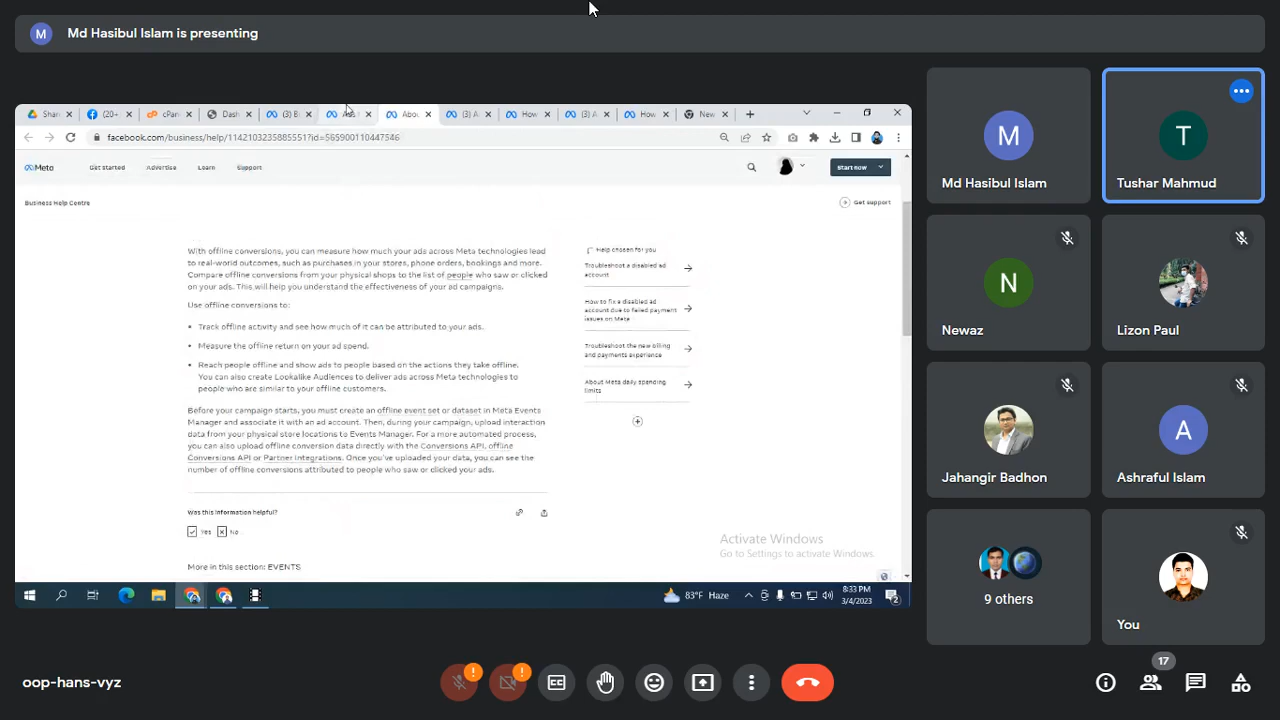 M
Md Hasibul Islam is presenting
Shar
(20+
cPan
Dash
(3) B
Abo
(3) A
How
(3) A
How
New
facebook.com/business/help/1142103235885551?id=565900110447546
Meto
Get started
Advertise
Learn
Support
Start now
Business Help Centre
Get support
With offline conversions, you can measure how much your ads across Meta technologies lead
to real-world outcomes, such as purchases in your stores, phone orders, bookings and more.
Compare offline conversions from your physical shops to the list of people who saw or clicked
on your ads. This will help you understand the effectiveness of your ad campaigns.
Use offline conversions to:
Track offline activity and see how much of it can be attributed to your ads.
Measure the offline return on your ad spend.
Reach people offline and show ads to people based on the actions they take offline.
You can also create Lookalike Audiences to deliver ads across Meta technologies to
people who are similar to your offline customers.
Before your campaign starts, you must create an offline event set or dataset in Meta Events
Manager and associate it with an ad account. Then, during your campaign, upload interaction
data from your physical store locations to Events Manager. For a more automated process,
you can also upload offline conversion data directly with the Conversions API, offline
Conversions API or Partner Integrations. Once you've uploaded your data, you can see the
number of offline conversions attributed to people who saw or clicked your ads.
Was this information helpful?
Yes
No
More in this section: EVENTS
Help chosen for you
Troubleshoot a disabled ad
account
How to fix a disabled ad
account due to failed payment
issues on Meta
Troubleshoot the new billing
and payments experience
About Meta daily spending
limits
Activate Windows
Go to Settings to activate Windows.
83°F Haze
8:33 PM
3/4/2023
2
M
Md Hasibul Islam
T
Tushar Mahmud
N
Newaz
Lizon Paul
Jahangir Badhon
A
Ashraful Islam
9 others
You
oop-hans-vyz
17